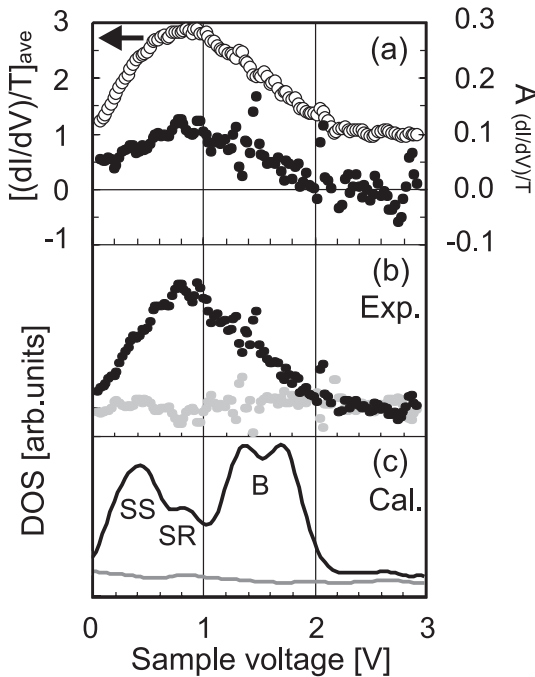 3
2
1
0
-1
[(dI/dV)/T]ave
(a)
0.3
0.2
0.1
0.0
-0.1
A (dI/dV)/T
(b)
Exp.
DOS [arb.units]
(c)
Cal.
SS
SR
B
0 1 2 3
Sample voltage [V]